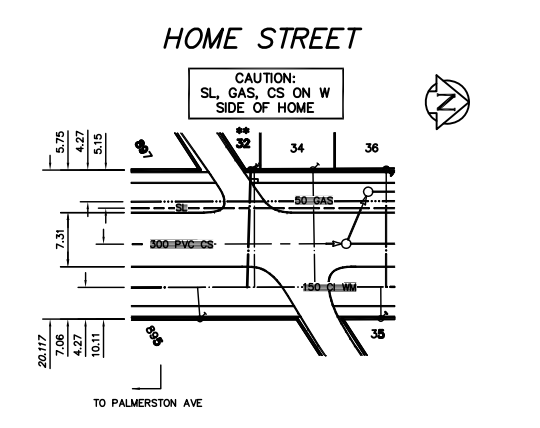 HOME STREET
CAUTION:
SL, GAS, CS ON W
SIDE OF HOME
N
5.75
4.27
5.15
897
**
32
34
36
SL
50 GAS
7.31
300 PVC CS
150 CI WM
20.117
7.06
4.27
10.11
895
35
TO PALMERSTON AVE